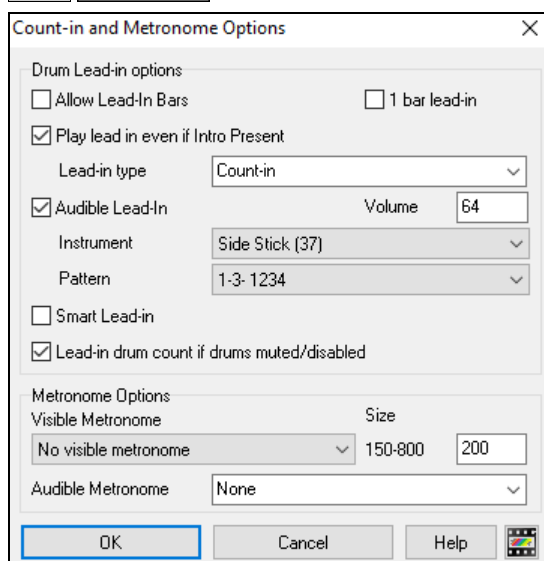 Count-in and Metronome Options
Drum Lead-in options
Allow Lead-In Bars 1 bar lead-in
Play lead in even if Intro Present
Lead-in type Count-in
Audible Lead-In Volume 64
Instrument Side Stick (37)
Pattern 1-3- 1234
Smart Lead-in
Lead-in drum count if drums muted/disabled
Metronome Options
Visible Metronome Size
No visible metronome 150-800 200
Audible Metronome None
OK Cancel Help